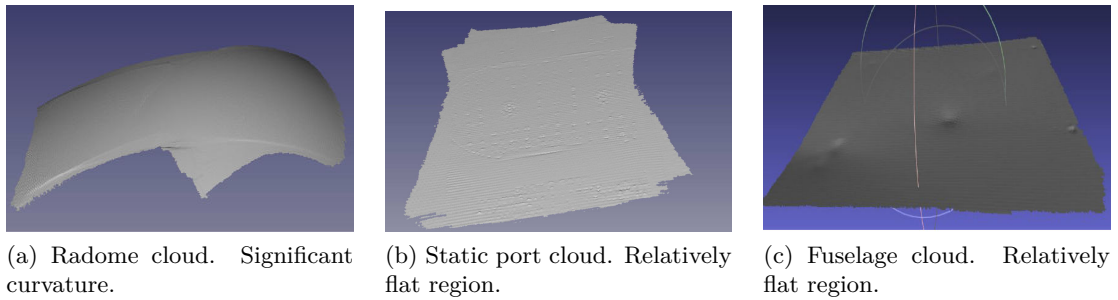 (a) Radome cloud. Significant
curvature.
(b) Static port cloud. Relatively
flat region.
(c) Fuselage cloud. Relatively
flat region.